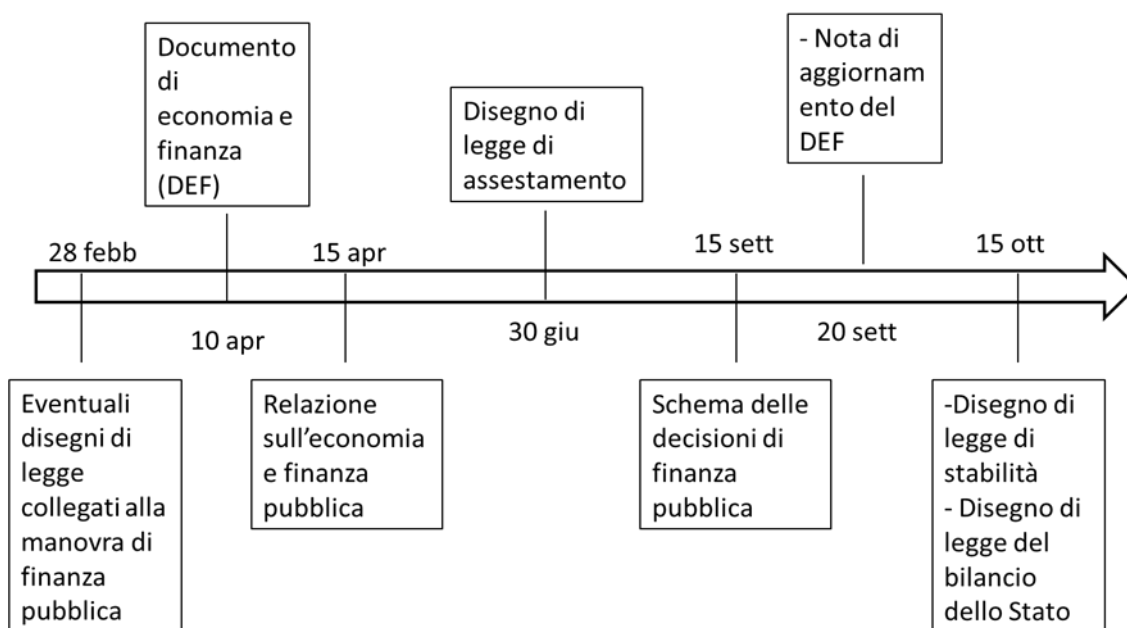 Documento
di
economia e
finanza
(DEF)
Disegno di
legge di
assestamento
- Nota di
aggiornam
ento del
DEF
28 febb
15 apr
15 sett
15 ott
10 apr
30 giu
20 sett
Eventuali
disegni di
legge
collegati alla
manovra di
finanza
pubblica
Relazione
sull'economia
e finanza
pubblica
Schema delle
decisioni di
finanza
pubblica
-Disegno di
legge di
stabilità
- Disegno di
legge del
bilancio
dello Stato